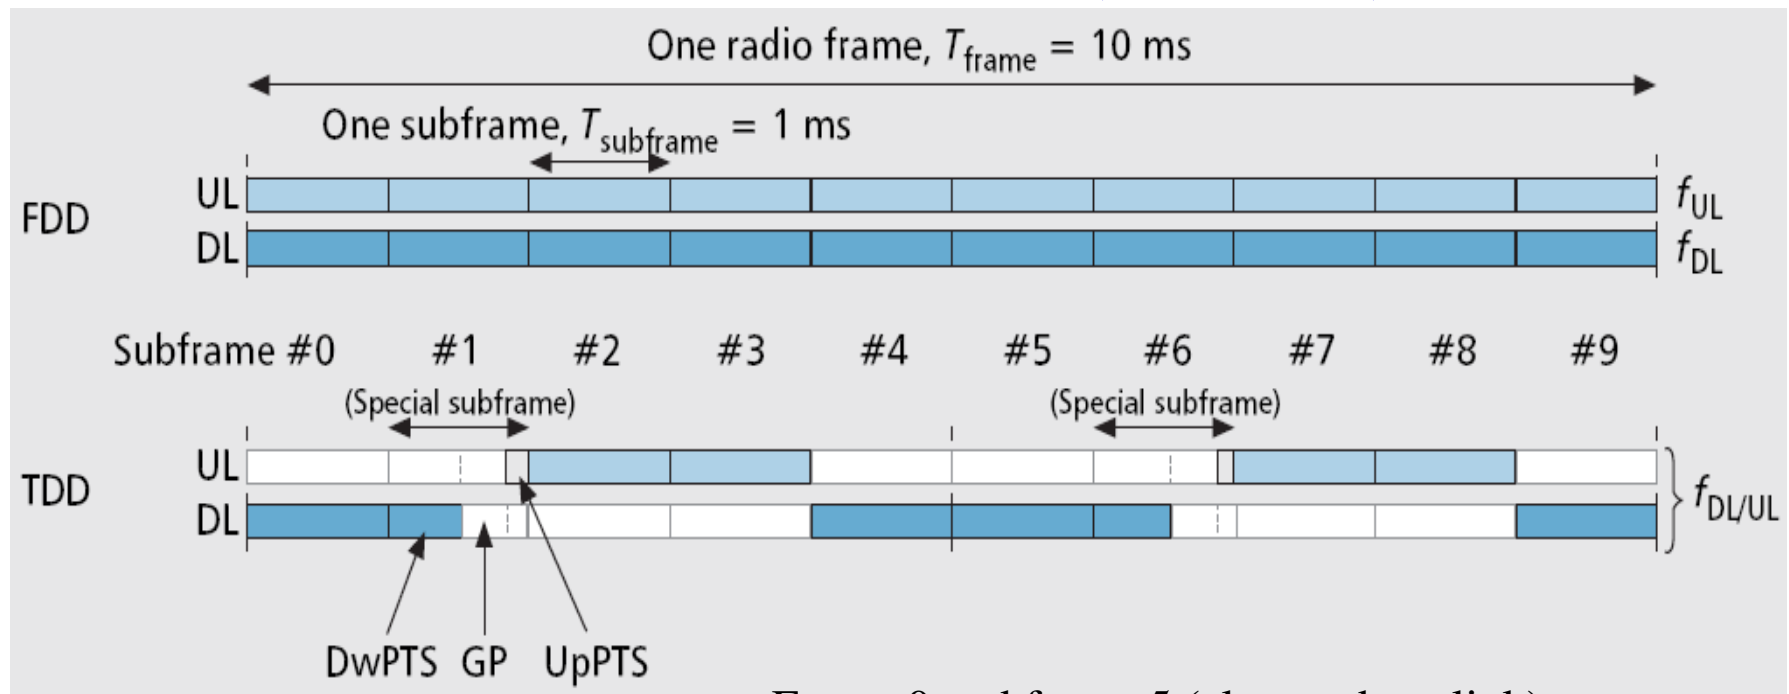 One radio frame, Tframe = 10 ms
One subframe, Tsubframe = 1 ms
FDD
UL
fUL
DL
fDL
Subframe #0 #1 #2 #3 #4 #5 #6 #7 #8 #9
(Special subframe) (Special subframe)
TDD
UL
DL
fDL/UL
DwPTS GP UpPTS